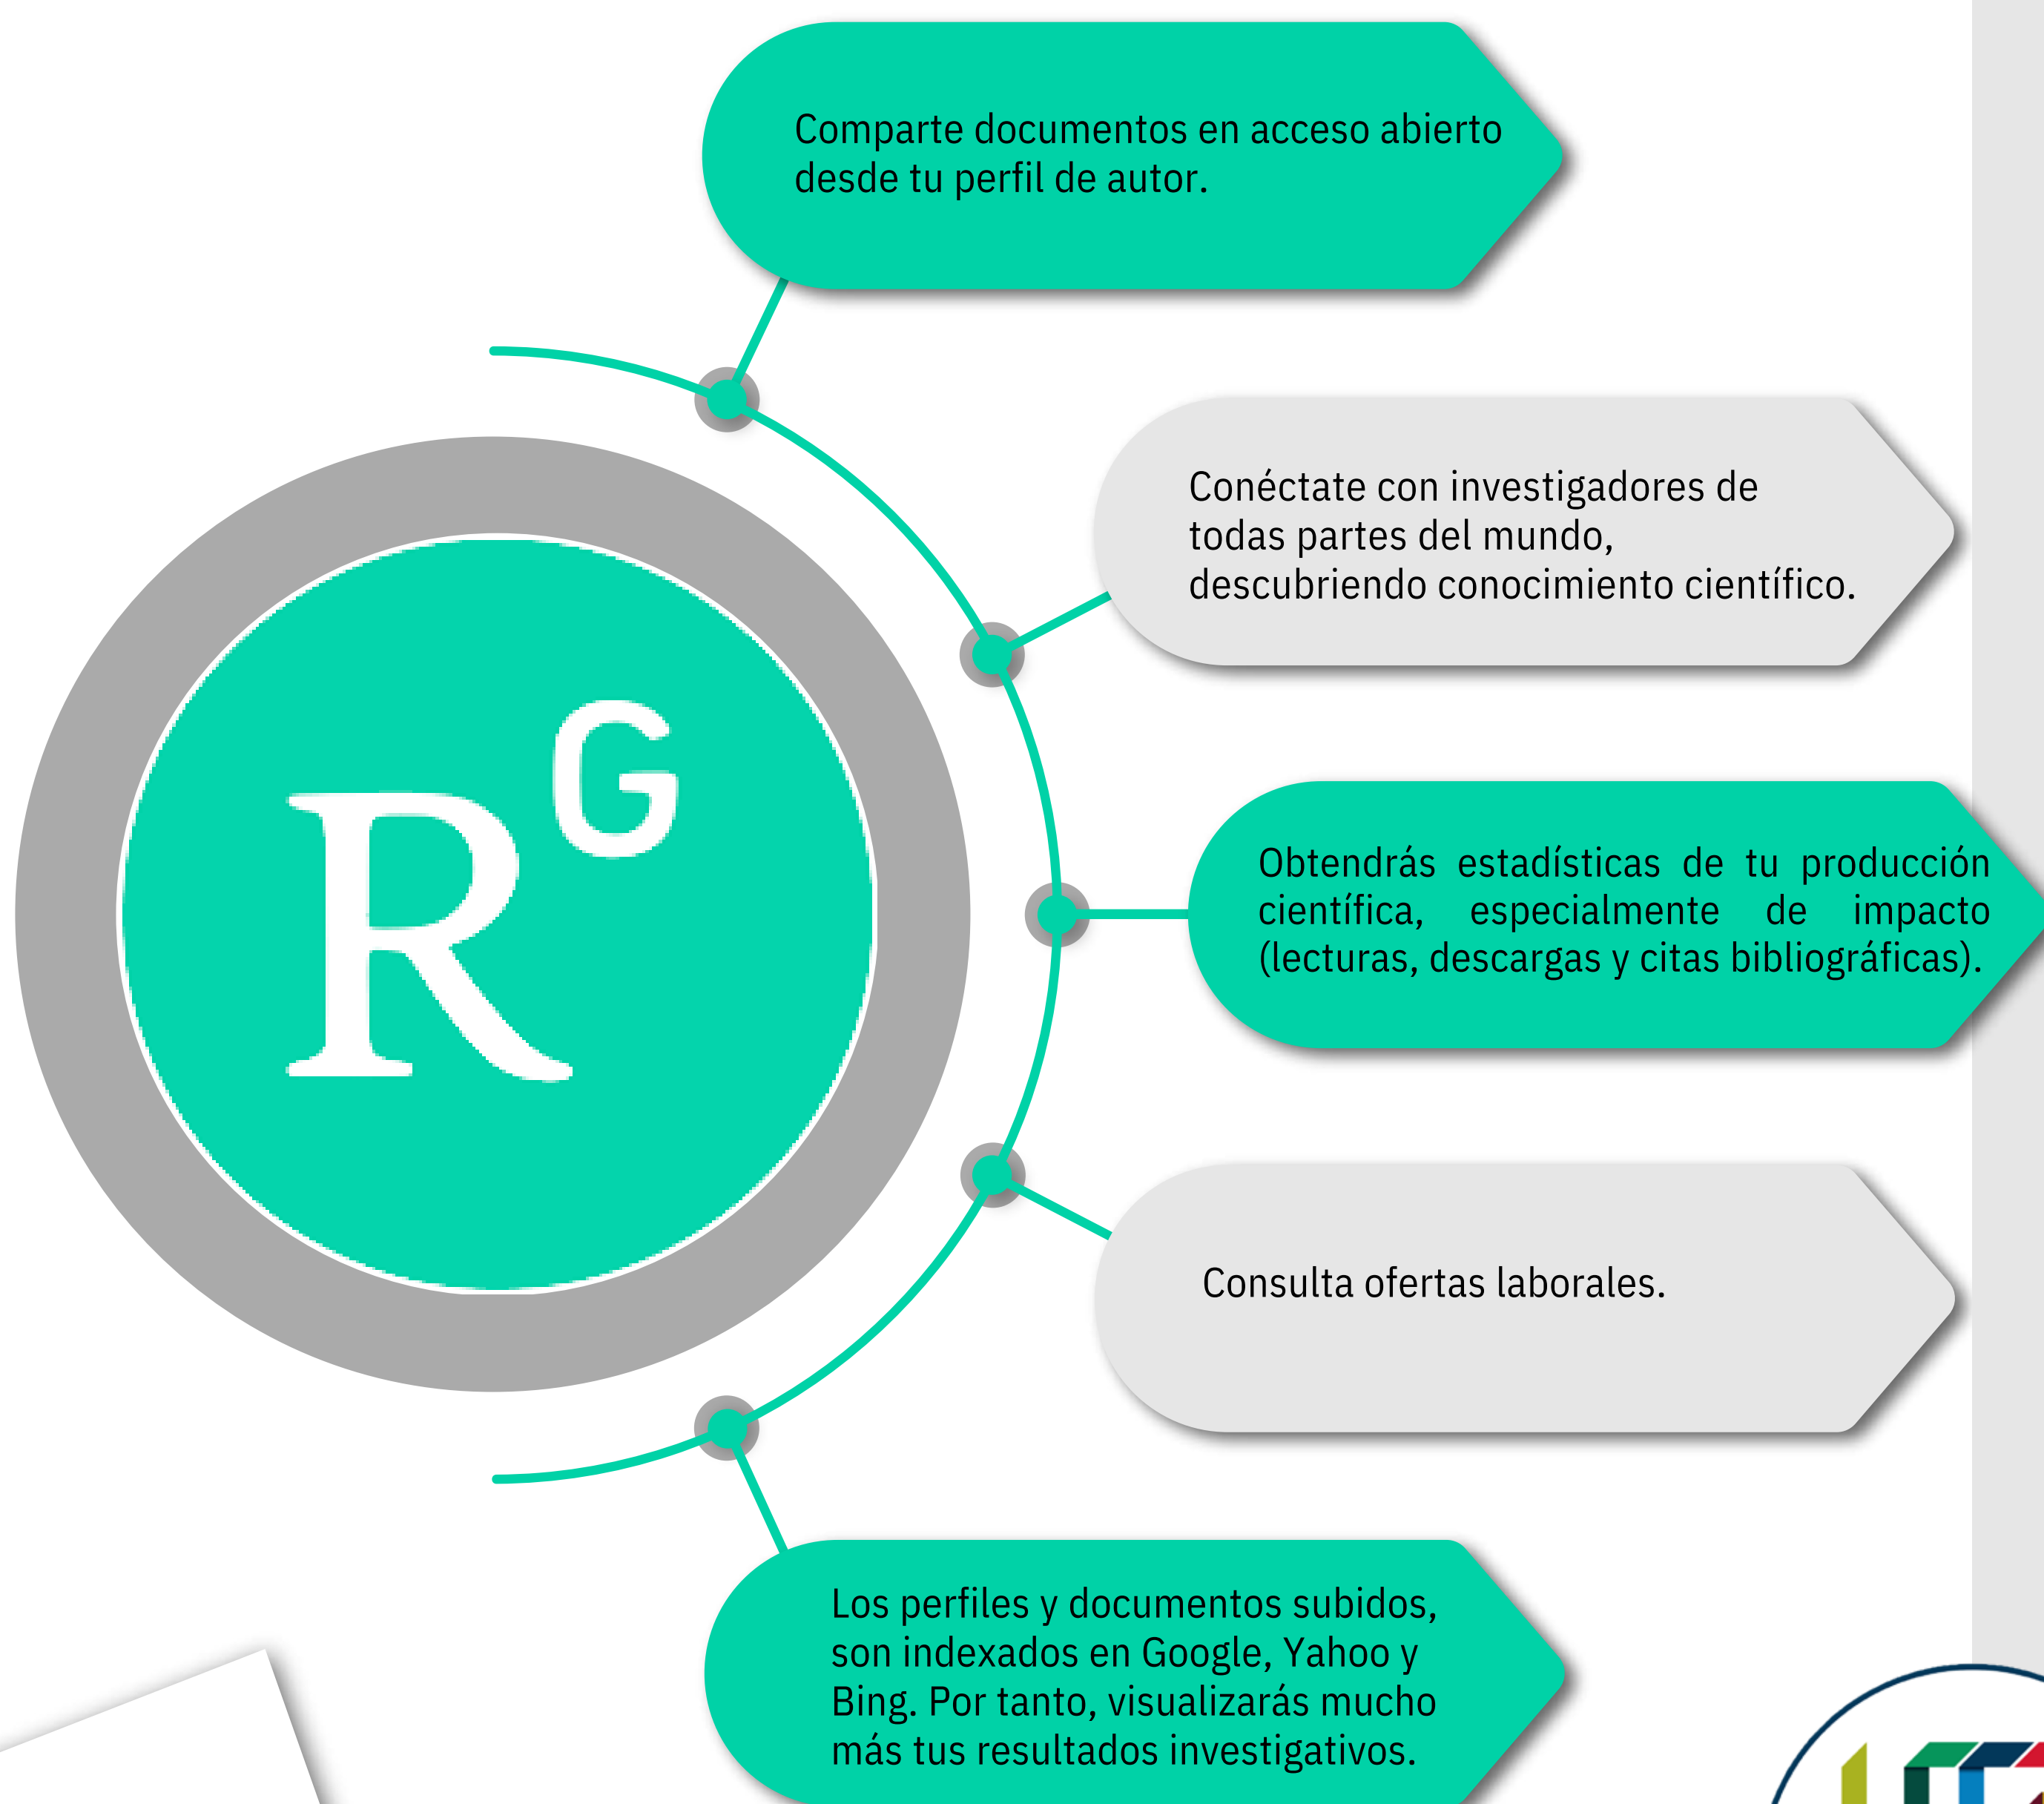 Comparte documentos en acceso abierto
desde tu perfil de autor.
Conéctate con investigadores de
todas partes del mundo,
descubriendo conocimiento científico.
RG
Obtendrás estadísticas de tu producción
científica, especialmente de impacto
(lecturas, descargas y citas bibliográficas).
Consulta ofertas laborales.
Los perfiles y documentos subidos,
son indexados en Google, Yahoo y
Bing. Por tanto, visualizarás mucho
más tus resultados investigativos.